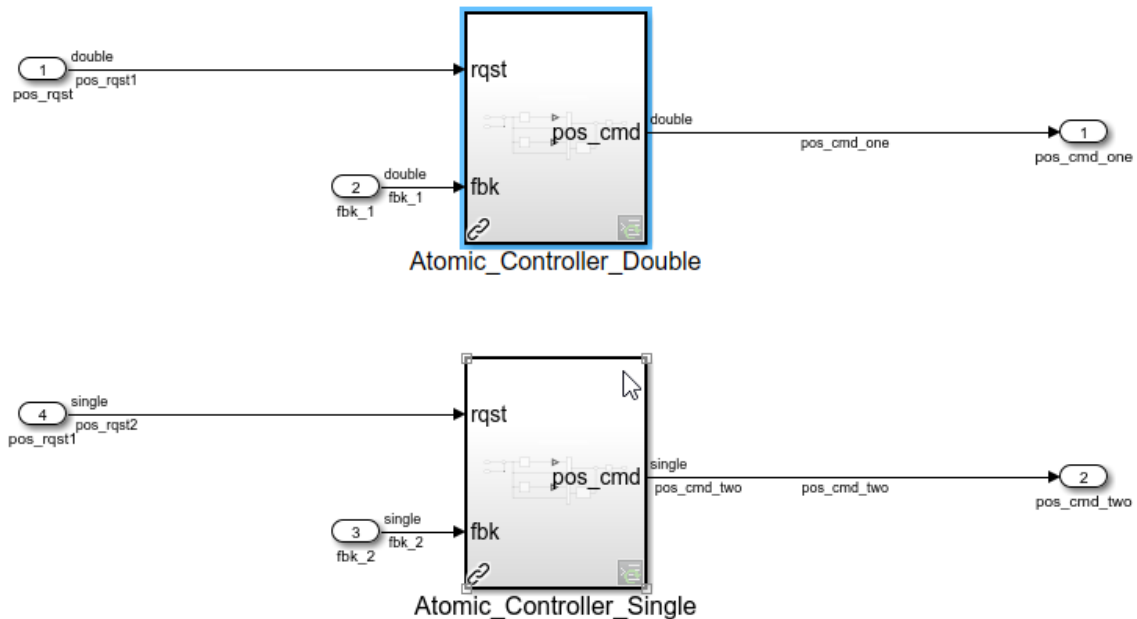 double
1
pos_rqst1
pos_rqst
rqst
pos_cmd
double
pos_cmd_one
1
pos_cmd_one
double
2
fbk_1
fbk_1
fbk
Atomic_Controller_Double
single
4
pos_rqst2
pos_rqst1
rqst
pos_cmd
single
pos_cmd_two
pos_cmd_two
2
pos_cmd_two
single
3
fbk_2
fbk_2
fbk
Atomic_Controller_Single